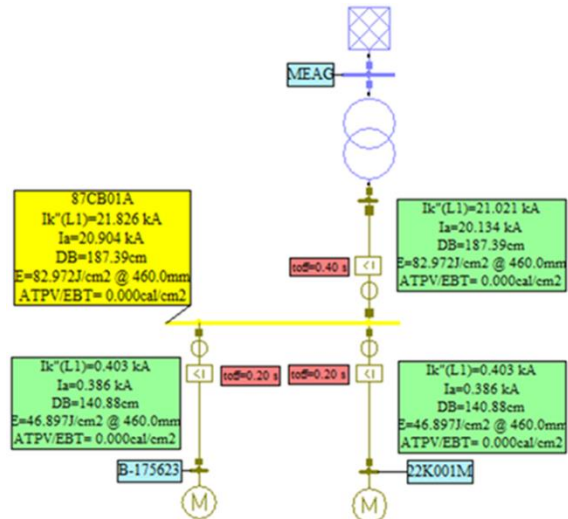 MEAG
87CB01A
Ik"(L1)=21.826 kA
Ia=20.904 kA
DB=187.39cm
E=82.972J/cm2 @ 460.0mm
ATPV/EBT= 0.000cal/cm2
Ik"(L1)=21.021 kA
Ia=20.134 kA
DB=187.39cm
E=82.972J/cm2 @ 460.0mm
ATPV/EBT= 0.000cal/cm2
toff=0.40 s
<I
Ik"(L1)=0.403 kA
Ia=0.386 kA
DB=140.88cm
E=46.897J/cm2 @ 460.0mm
ATPV/EBT= 0.000cal/cm2
<I
toff=0.20 s
toff=0.20 s
<I
Ik"(L1)=0.403 kA
Ia=0.386 kA
DB=140.88cm
E=46.897J/cm2 @ 460.0mm
ATPV/EBT= 0.000cal/cm2
B-175623
22K001M
M
M